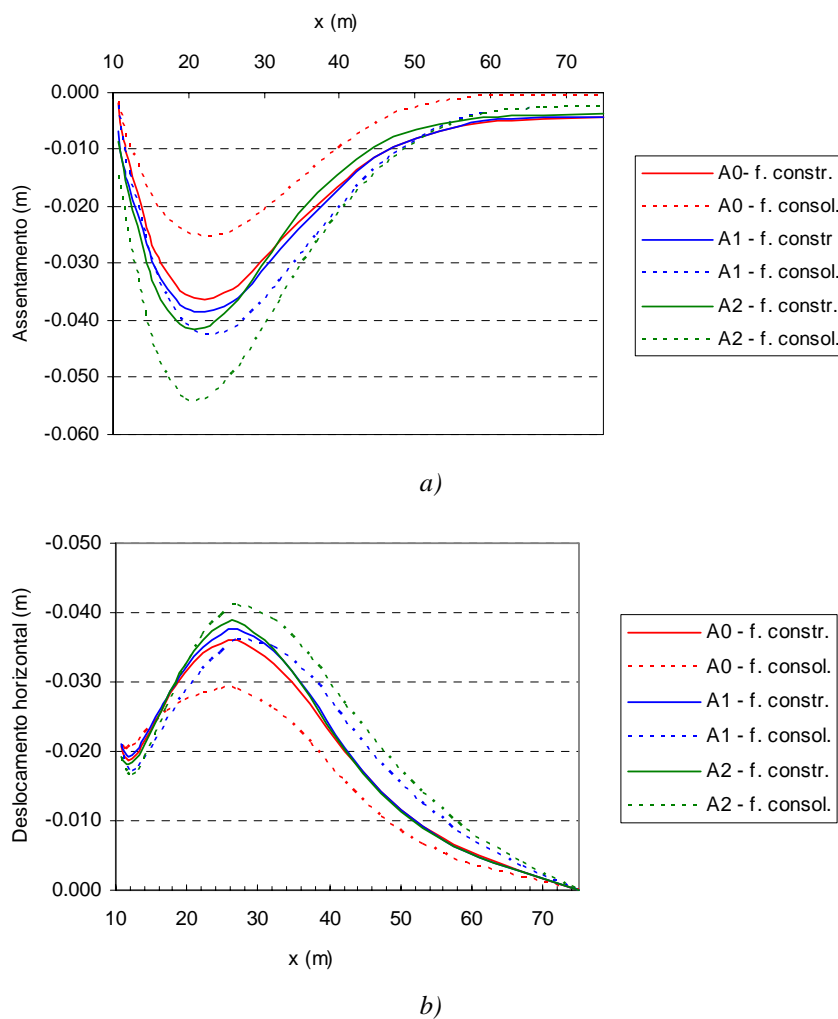 x (m)
10 20 30 40 50 60 70
0.000
-0.010
-0.020
-0.030
-0.040
-0.050
-0.060
Assentamento (m)
A0- f. constr.
A0 - f. consol.
A1 - f. constr
A1 - f. consol.
A2 - f. constr.
A2 - f. consol.
a)
-0.050
-0.040
-0.030
-0.020
-0.010
0.000
Deslocamento horizontal (m)
10 20 30 40 50 60 70
x (m)
A0 - f. constr.
A0 - f. consol.
A1 - f. constr.
A1 - f. consol.
A2 - f. constr.
A2 - f. consol.
b)